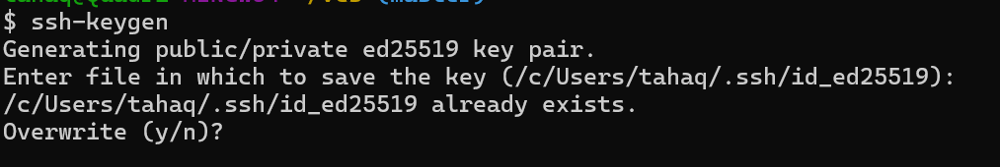 $ ssh-keygen
Generating public/private ed25519 key pair.
Enter file in which to save the key (/c/Users/tahaq/.ssh/id_ed25519):
/c/Users/tahaq/.ssh/id_ed25519 already exists.
Overwrite (y/n)?